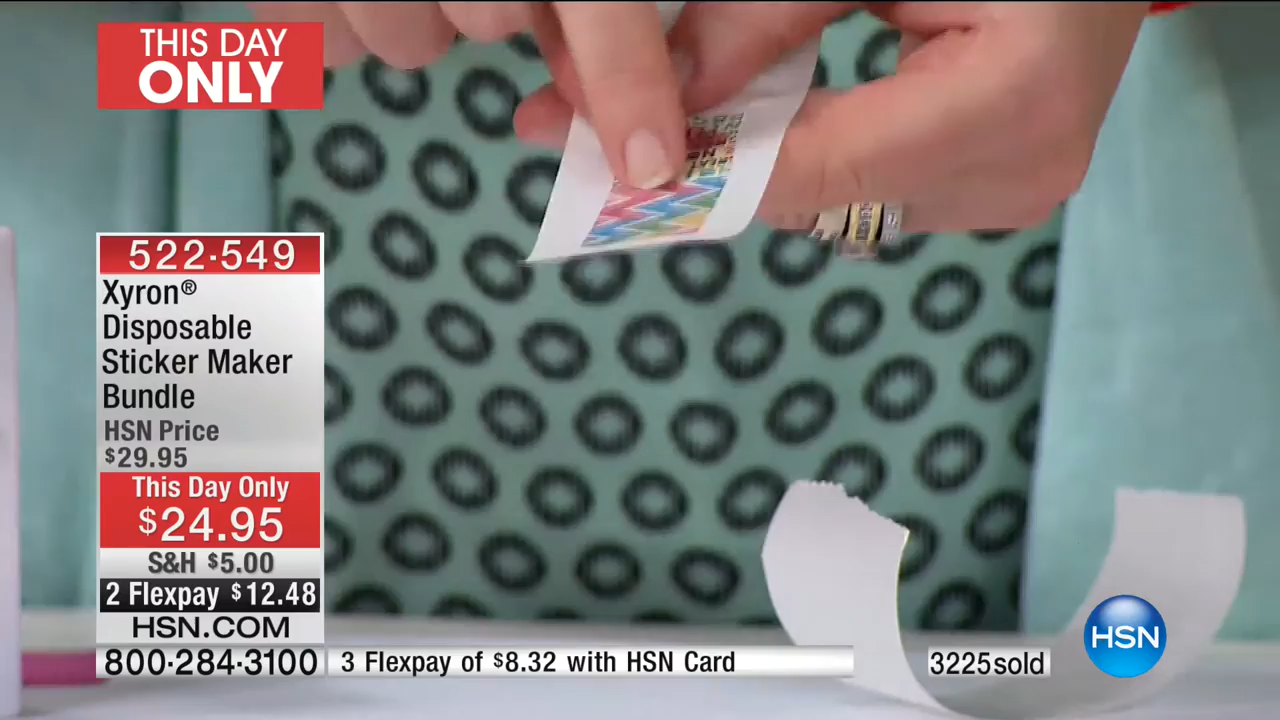 THIS DAY
ONLY
522·549
Xyron®
Disposable
Sticker Maker
Bundle
HSN Price
$29.95
This Day Only
$24.95
S&H $5.00
2 Flexpay $12.48
HSN.COM
800·284·3100
3 Flexpay of $8.32 with HSN Card
3225sold
HSN